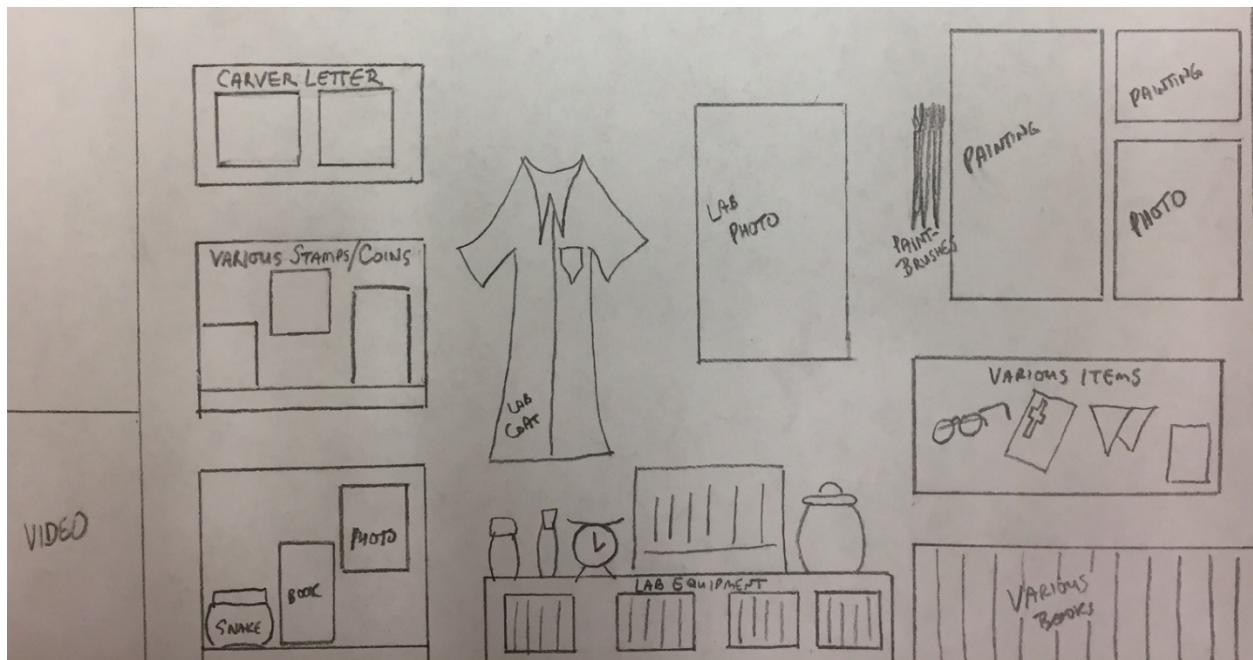 CARVER LETTER
VARIOUS STAMPS/COINS
VIDEO
PHOTO
BOOK
SNAKE
LAB
COAT
LAB
PHOTO
LAB EQUIPMENT
PAINT-
BRUSHES
PAINTING
PAINTING
PHOTO
VARIOUS ITEMS
VARIOUS
BOOKS